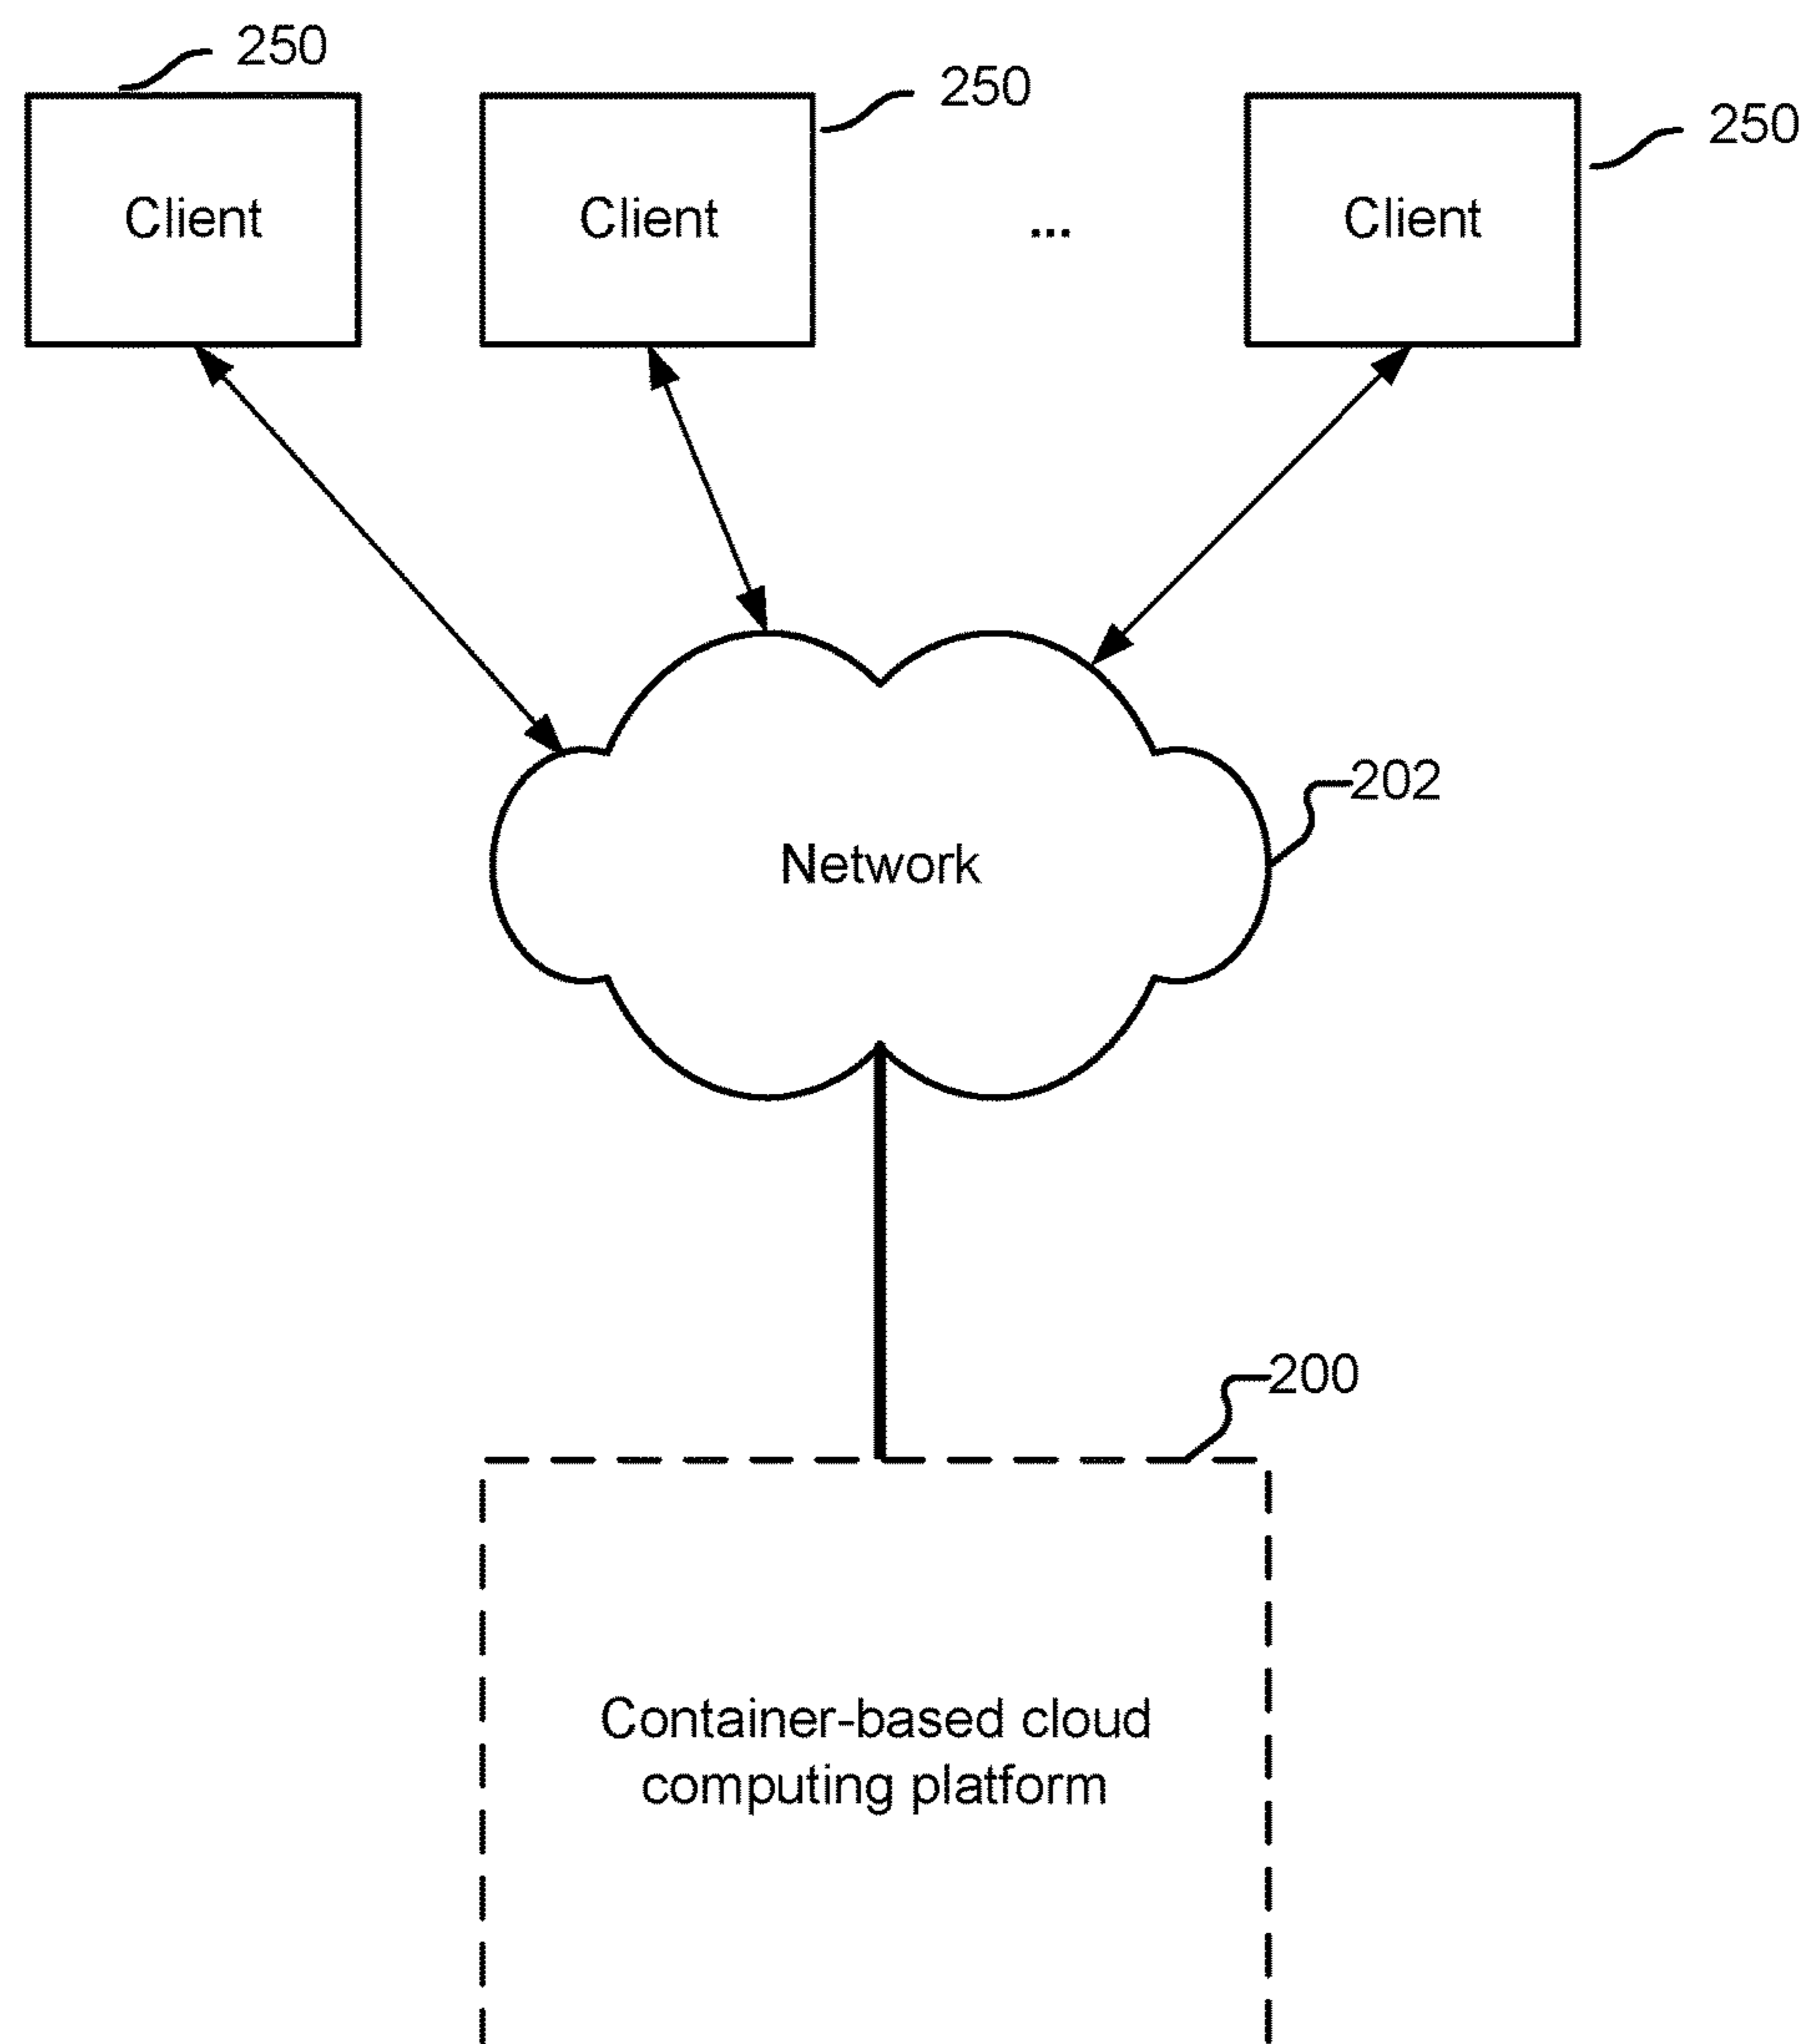 250
250
250
Client
Client
...
Client
Network
202
200
Container-based cloud
computing platform